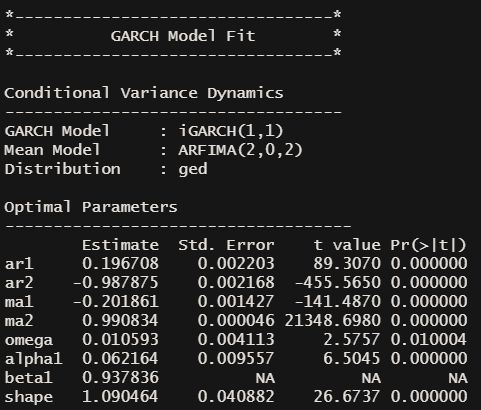 *---------------------------------*
*          GARCH Model Fit        *
*---------------------------------*
Conditional Variance Dynamics
-----------------------------------
GARCH Model     : iGARCH(1,1)
Mean Model      : ARFIMA(2,0,2)
Distribution    : ged
Optimal Parameters
------------------------------------
        Estimate  Std. Error    t value Pr(>|t|)
ar1     0.196708    0.002203    89.3070 0.000000
ar2    -0.987875    0.002168  -455.5650 0.000000
ma1    -0.201861    0.001427  -141.4870 0.000000
ma2     0.990834    0.000046 21348.6980 0.000000
omega   0.010593    0.004113     2.5757 0.010004
alpha1  0.062164    0.009557     6.5045 0.000000
beta1   0.937836          NA         NA       NA
shape   1.090464    0.040882    26.6737 0.000000